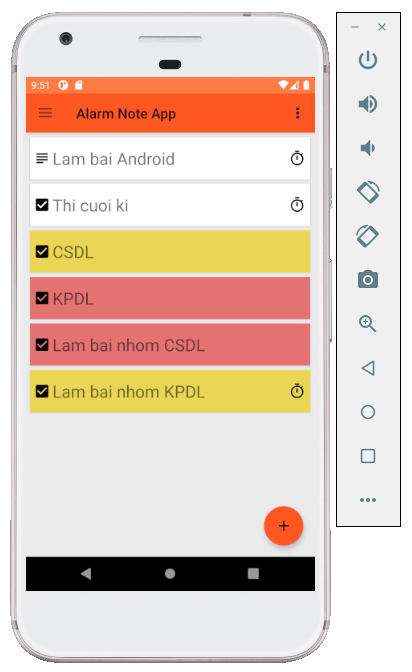 9:51
Alarm Note App
Lam bai Android
Thi cuoi ki
CSDL
KPDL
Lam bai nhom CSDL
Lam bai nhom KPDL